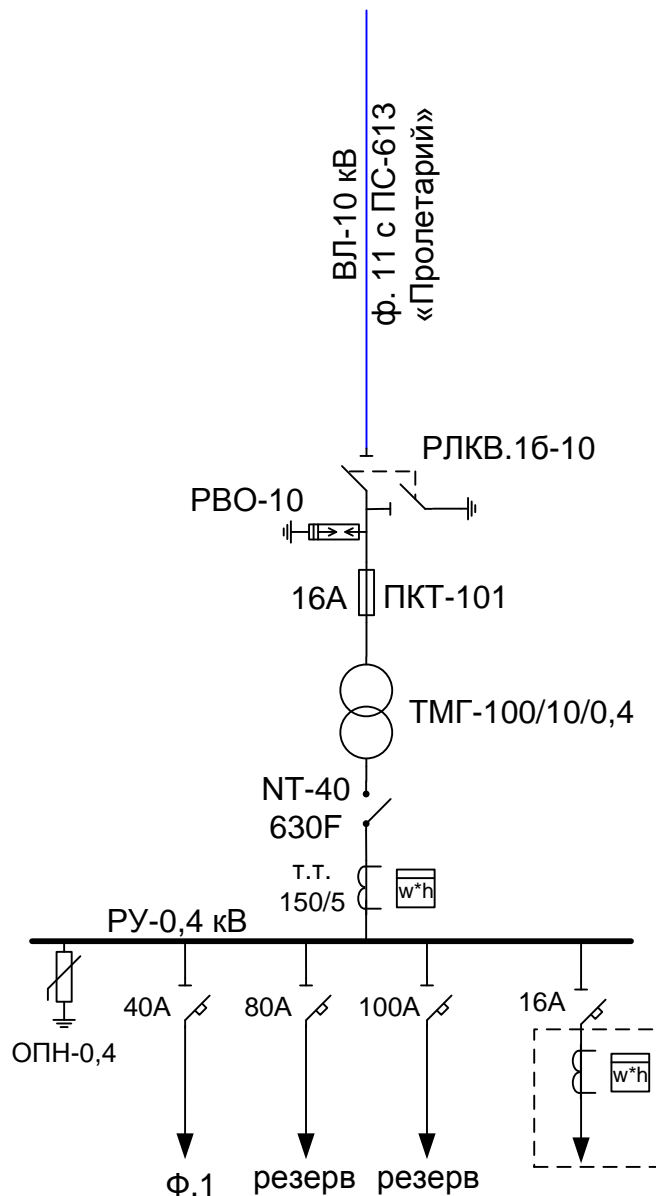 ВЛ-10 кВ
ф. 11 с ПС-613
«Пролетарий»
РЛКВ.1б-10
РВО-10
16А
ПКТ-101
ТМГ-100/10/0,4
NT-40
630F
т.т.
150/5
w*h
РУ-0,4 кВ
40А
80А
100А
16А
ОПН-0,4
w*h
Ф.1
резерв
резерв